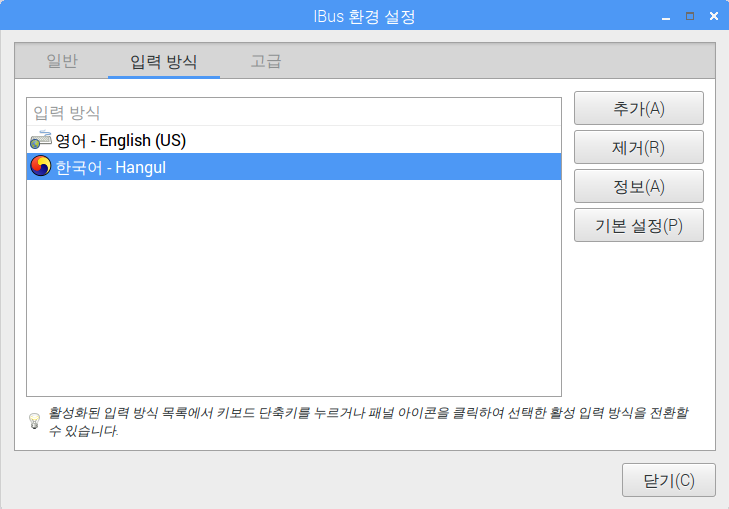 IBus 환경 설정
일반 입력 방식 고급
입력 방식
영어 - English (US)
한국어 - Hangul
추가(A)
제거(R)
정보(A)
기본 설정(P)
활성화된 입력 방식 목록에서 키보드 단축키를 누르거나 패널 아이콘을 클릭하여 선택한 활성 입력 방식을 전환할
수 있습니다.
닫기(C)